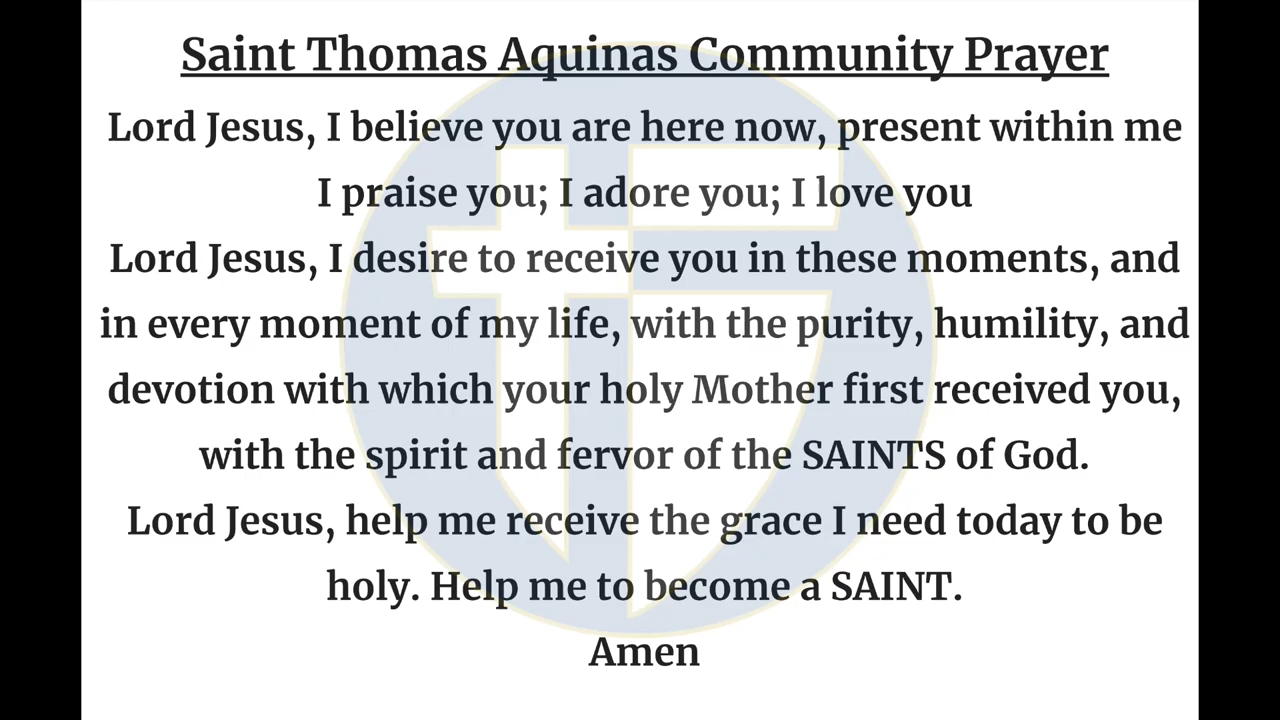 Saint Thomas Aquinas Community Prayer
Lord Jesus, I believe you are here now, present within me
I praise you; I adore you; I love you
Lord Jesus, I desire to receive you in these moments, and
in every moment of my life, with the purity, humility, and
devotion with which your holy Mother first received you,
with the spirit and fervor of the SAINTS of God.
Lord Jesus, help me receive the grace I need today to be
holy. Help me to become a SAINT.
Amen